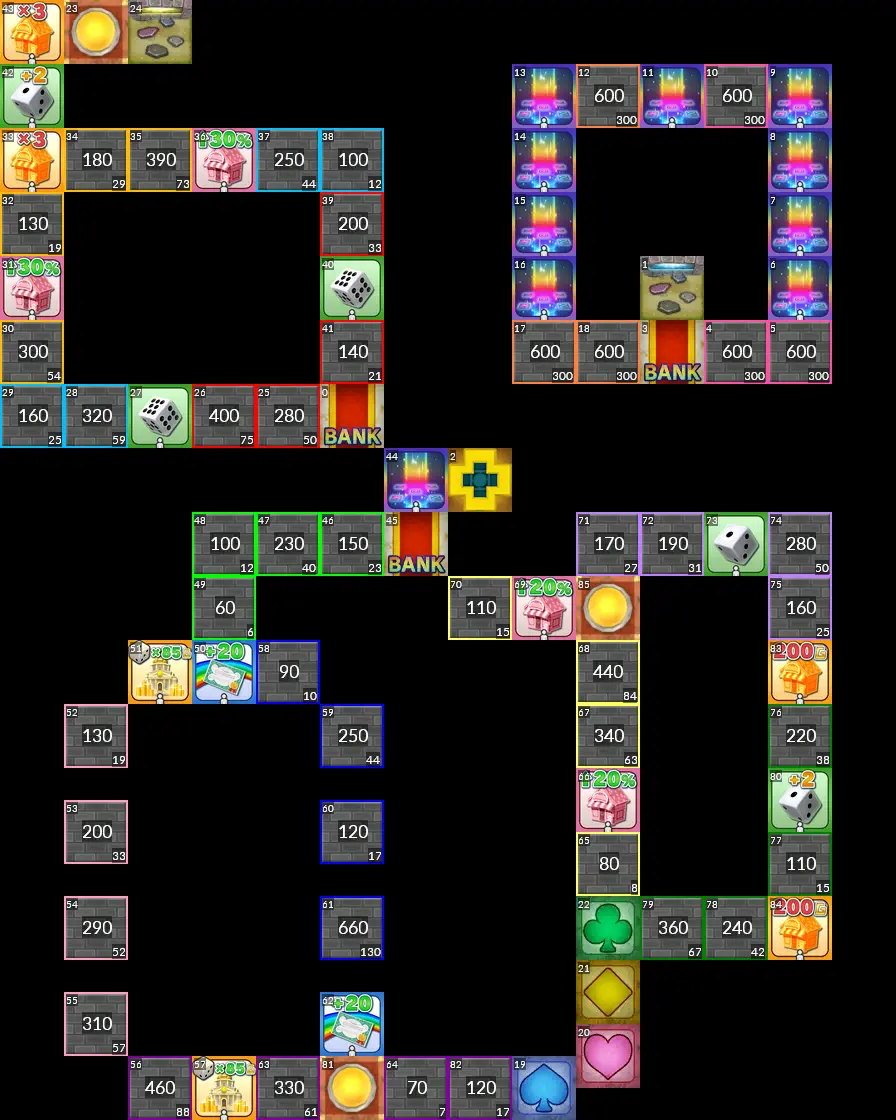 43 ×3 23 24
42 +2 13 12 600 300 11 10 600 300 9
33 ×3 34 180 29 35 390 73 36 ↑30% 37 250 44 38 100 12 14 8
32 130 19 39 200 33 15 7
31 ↑30% 40 16 1 6
30 300 54 41 140 21 17 600 300 18 600 300 3 BANK 4 600 300 5 600 300
29 160 25 28 320 59 27 26 400 75 25 280 50 0 BANK
44 2
48 100 12 47 230 40 46 150 23 45 BANK 71 170 27 72 190 31 73 74 280 50
49 60 6 70 110 15 69 ↑20% 85 75 160 25
51 ×85 50 +20 58 90 10 68 440 84 83 200G
52 130 19 59 250 44 67 340 63 76 220 38
53 200 33 60 120 17 66 ↑20% 80 +2
65 80 8 77 110 15
54 290 52 61 660 130 22 79 360 67 78 240 42 84 200G
21
55 310 57 62 +20 20
56 460 88 57 ×85 63 330 61 81 64 70 7 82 120 17 19